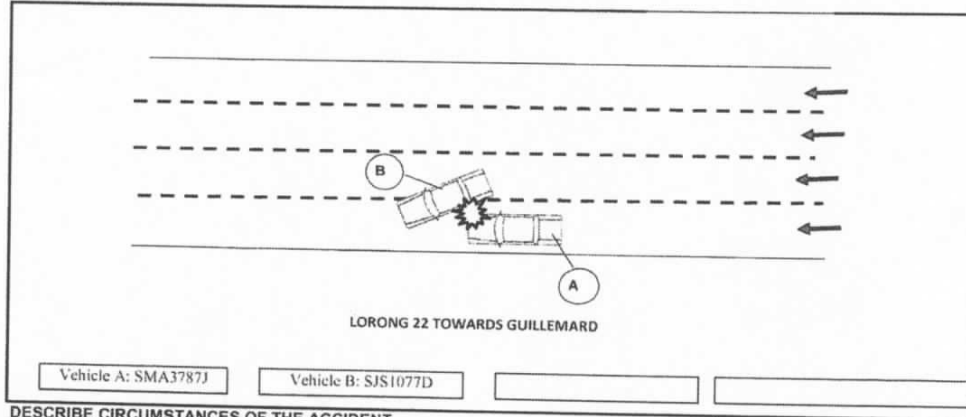 B
A
LORONG 22 TOWARDS GUILLEMARD
Vehicle A: SMA3787J
Vehicle B: SJS1077D
DESCRIBE CIRCUMSTANCES OF THE ACCIDENT